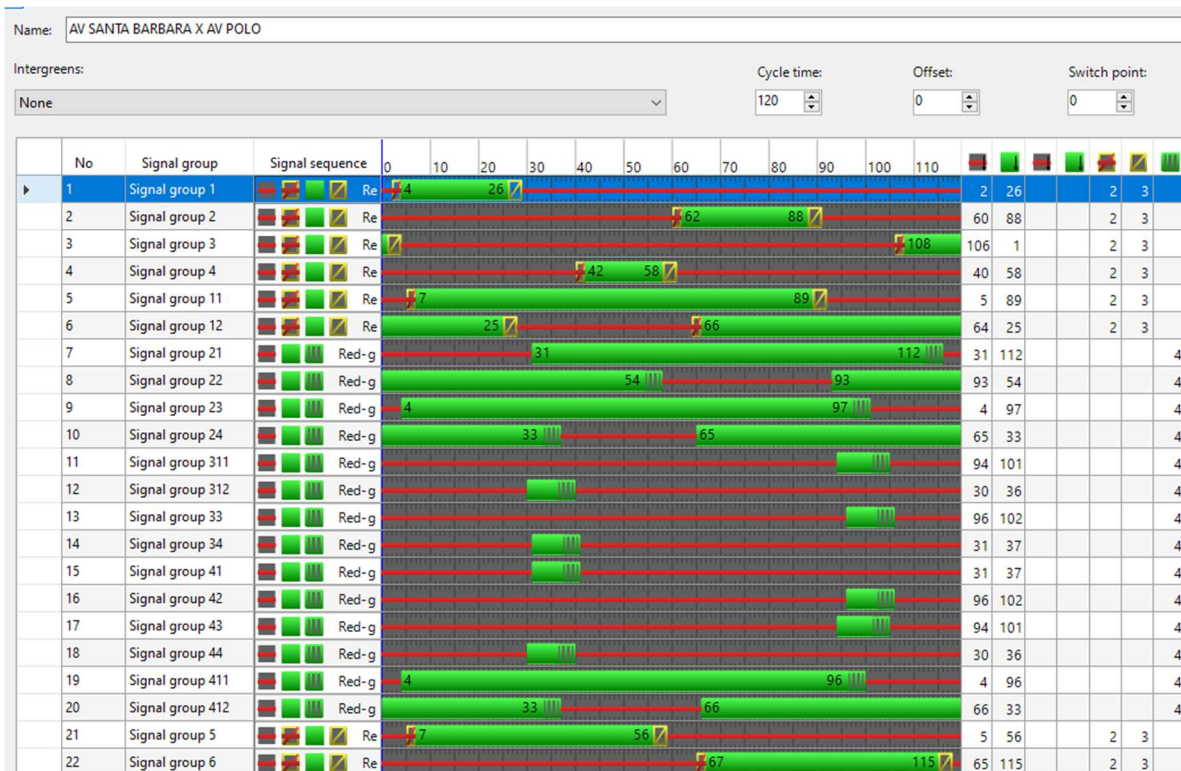 Name: AV SANTA BARBARA X AV POLO
Intergreens: Cycle time: Offset: Switch point:
None 120 0 0
No Signal group Signal sequence 0 10 20 30 40 50 60 70 80 90 100 110
1 Signal group 1 Re 4 26 2 26 2 3
2 Signal group 2 Re 62 88 60 88 2 3
3 Signal group 3 Re 108 106 1 2 3
4 Signal group 4 Re 42 58 40 58 2 3
5 Signal group 11 Re 7 89 5 89 2 3
6 Signal group 12 Re 25 66 64 25 2 3
7 Signal group 21 Red-g 31 112 31 112 4
8 Signal group 22 Red-g 54 93 93 54 4
9 Signal group 23 Red-g 4 97 4 97 4
10 Signal group 24 Red-g 33 65 65 33 4
11 Signal group 311 Red-g 94 101 4
12 Signal group 312 Red-g 30 36 4
13 Signal group 33 Red-g 96 102 4
14 Signal group 34 Red-g 31 37 4
15 Signal group 41 Red-g 31 37 4
16 Signal group 42 Red-g 96 102 4
17 Signal group 43 Red-g 94 101 4
18 Signal group 44 Red-g 30 36 4
19 Signal group 411 Red-g 4 96 4 96 4
20 Signal group 412 Red-g 33 66 66 33 4
21 Signal group 5 Re 7 56 5 56 2 3
22 Signal group 6 Re 67 115 65 115 2 3